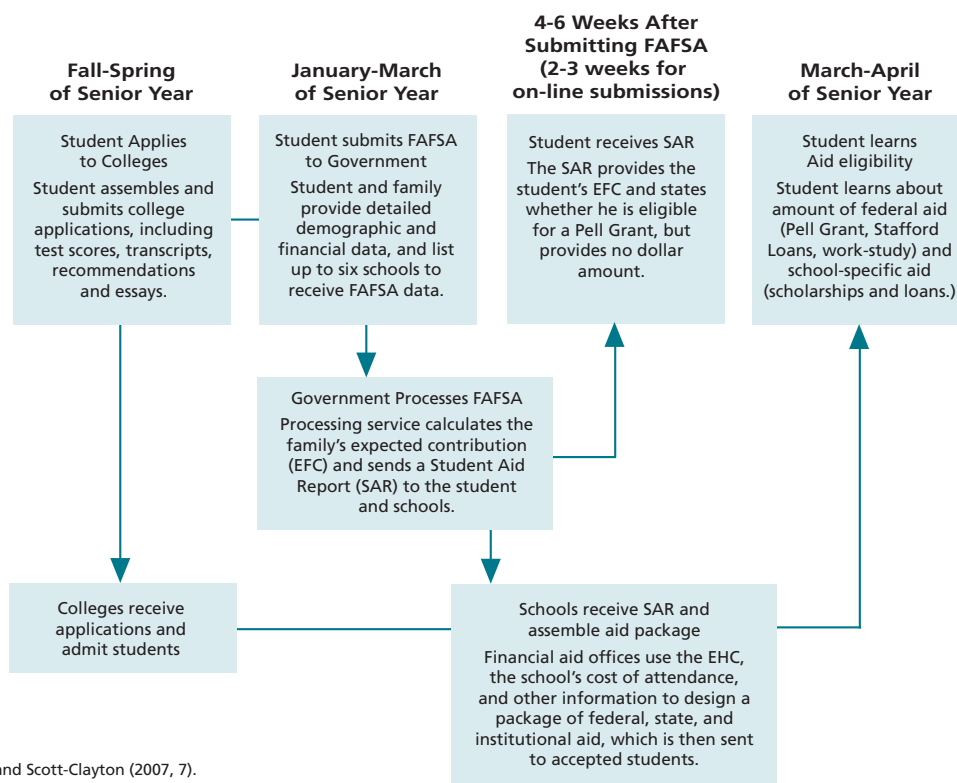 Fall-Spring
of Senior Year
January-March
of Senior Year
4-6 Weeks After
Submitting FAFSA
(2-3 weeks for
on-line submissions)
March-April
of Senior Year
Student Applies
to Colleges
Student assembles and
submits college
applications, including
test scores, transcripts,
recommendations
and essays.
Student submits FAFSA
to Government
Student and family
provide detailed
demographic and
financial data, and list
up to six schools to
receive FAFSA data.
Student receives SAR
The SAR provides the
student's EFC and states
whether he is eligible
for a Pell Grant, but
provides no dollar
amount.
Student learns
Aid eligibility
Student learns about
amount of federal aid
(Pell Grant, Stafford
Loans, work-study) and
school-specific aid
(scholarships and loans.)
Government Processes FAFSA
Processing service calculates the
family's expected contribution
(EFC) and sends a Student Aid
Report (SAR) to the student
and schools.
Colleges receive
applications and
admit students
Schools receive SAR and
assemble aid package
Financial aid offices use the EHC,
the school's cost of attendance,
and other information to design a
package of federal, state, and
institutional aid, which is then sent
to accepted students.
and Scott-Clayton (2007, 7).